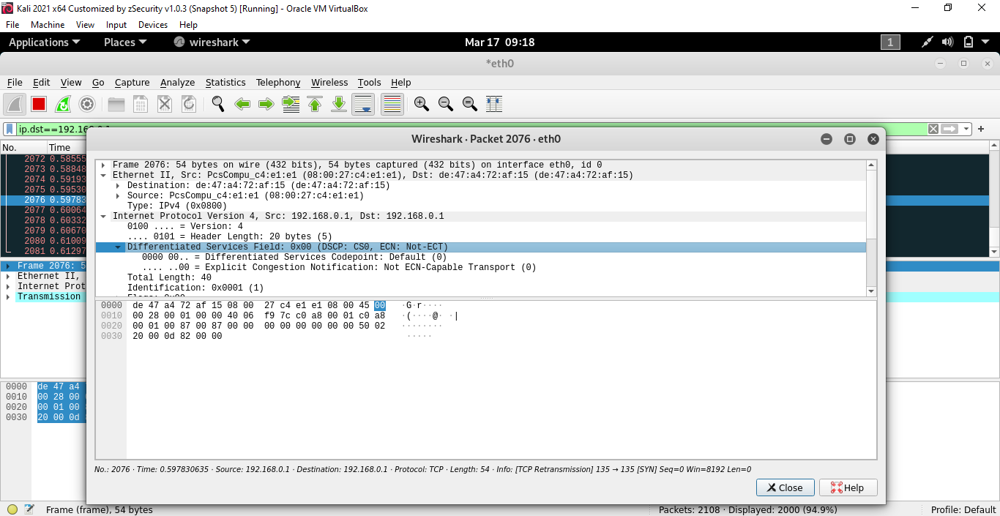 Kali 2021 x64 Customized by zSecurity v1.0.3 (Snapshot 5) [Running] - Oracle VM VirtualBox
File Machine View Input Devices Help
Applications Places wireshark Mar 17 09:18 1
*eth0
File Edit View Go Capture Analyze Statistics Telephony Wireless Tools Help
ip.dst==192.168.0.1
Wireshark · Packet 2076 · eth0
No. Time
2072 0.58555
2073 0.58848
2074 0.59193
2075 0.59530
2076 0.59783
2077 0.60064
2078 0.60332
2079 0.60670
2080 0.61009
2081 0.61297
Frame 2076: 5
Ethernet II,
Internet Prot
Transmission
0000 de 47 a4
0010 00 28 00
0020 00 01 00
0030 20 00 0d
Frame 2076: 54 bytes on wire (432 bits), 54 bytes captured (432 bits) on interface eth0, id 0
Ethernet II, Src: PcsCompu_c4:e1:e1 (08:00:27:c4:e1:e1), Dst: de:47:a4:72:af:15 (de:47:a4:72:af:15)
Destination: de:47:a4:72:af:15 (de:47:a4:72:af:15)
Source: PcsCompu_c4:e1:e1 (08:00:27:c4:e1:e1)
Type: IPv4 (0x0800)
Internet Protocol Version 4, Src: 192.168.0.1, Dst: 192.168.0.1
0100 .... = Version: 4
.... 0101 = Header Length: 20 bytes (5)
Differentiated Services Field: 0x00 (DSCP: CS0, ECN: Not-ECT)
0000 00.. = Differentiated Services Codepoint: Default (0)
.... ..00 = Explicit Congestion Notification: Not ECN-Capable Transport (0)
Total Length: 40
Identification: 0x0001 (1)
Flags: 0x00
0000 de 47 a4 72 af 15 08 00 27 c4 e1 e1 08 00 45 00 ·G·r····
0010 00 28 00 01 00 00 40 06 f9 7c c0 a8 00 01 c0 a8 ·(····@· ·|
0020 00 01 00 87 00 87 00 00 00 00 00 00 00 00 50 02 ········
0030 20 00 0d 82 00 00 ·····
No.: 2076 · Time: 0.597830635 · Source: 192.168.0.1 · Destination: 192.168.0.1 · Protocol: TCP · Length: 54 · Info: [TCP Retransmission] 135 → 135 [SYN] Seq=0 Win=8192 Len=0
Close Help
Frame (frame), 54 bytes Packets: 2108 · Displayed: 2000 (94.9%) Profile: Default